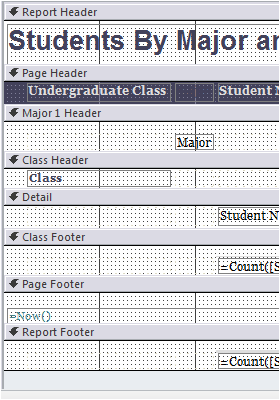 Report Header
Students By Major
Page Header
Undergraduate Class Student
Major 1 Header
Major
Class Header
Class
Detail
Student
Class Footer
=Count([S
Page Footer
=Now()
Report Footer
=Count([S